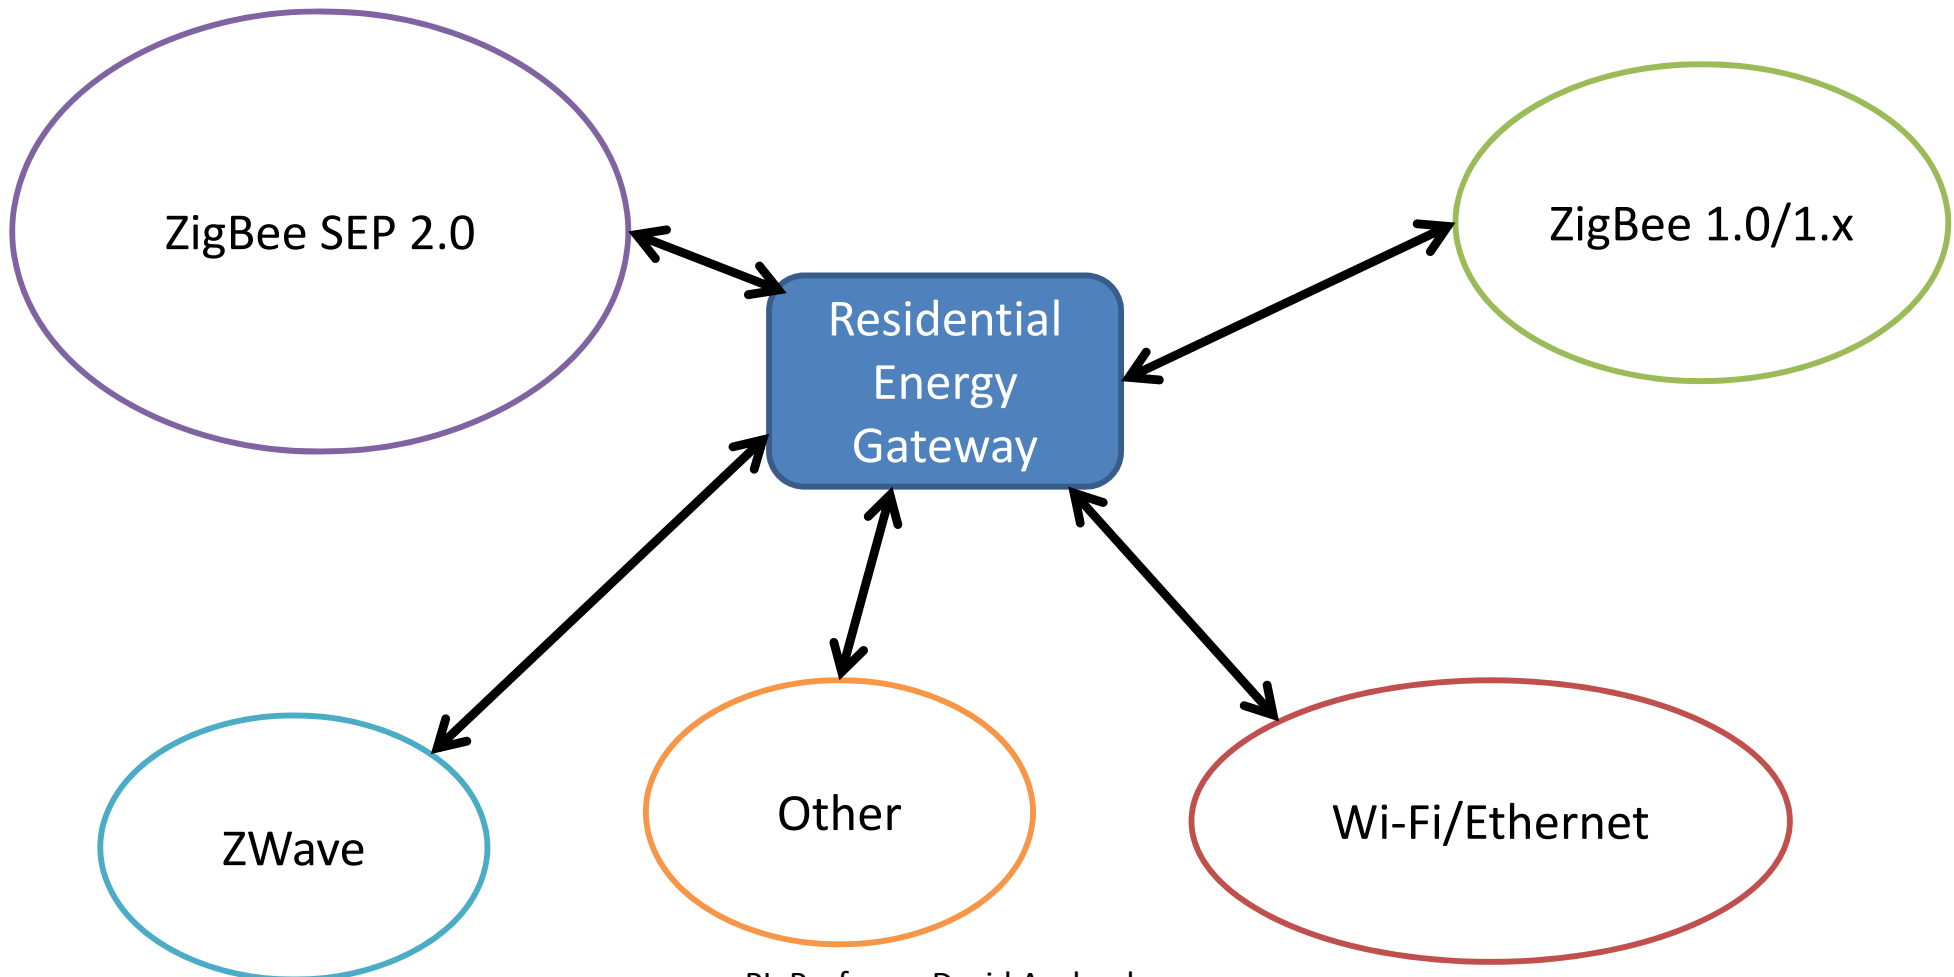 ZigBee SEP 2.0
ZigBee 1.0/1.x
Residential
Energy
Gateway
ZWave
Other
Wi-Fi/Ethernet